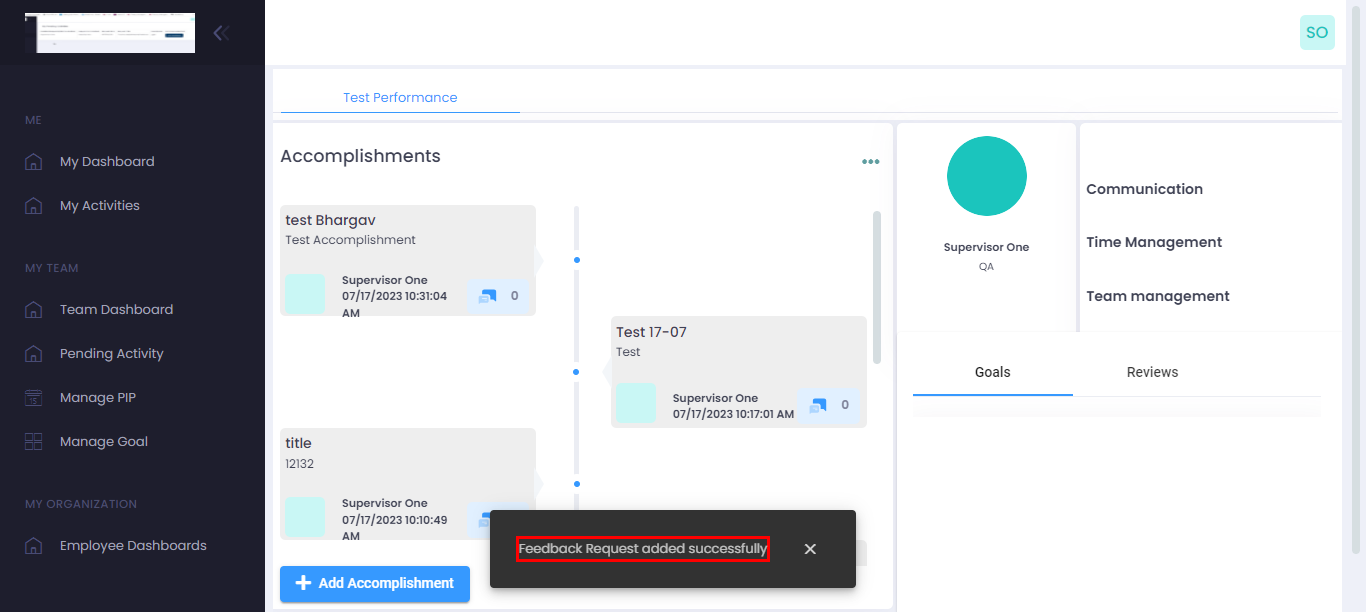 SO
ME
My Dashboard
My Activities
MY TEAM
Team Dashboard
Pending Activity
Manage PIP
Manage Goal
MY ORGANIZATION
Employee Dashboards
Test Performance
Accomplishments
test Bhargav
Test Accomplishment
Supervisor One
07/17/2023 10:31:04
AM
0
Test 17-07
Test
Supervisor One
07/17/2023 10:17:01 AM
0
title
12132
Supervisor One
07/17/2023 10:10:49
AM
Add Accomplishment
Feedback Request added successfully
Supervisor One
QA
Communication
Time Management
Team management
Goals
Reviews